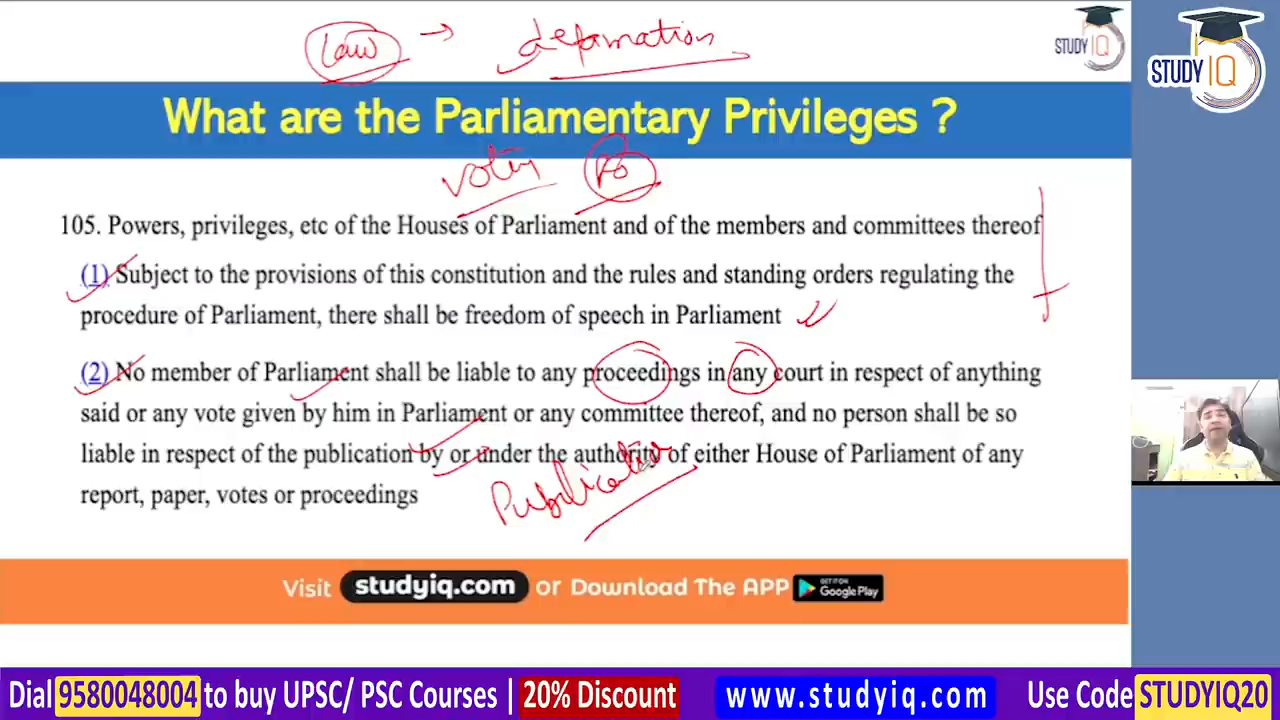 law → defamation
STUDY IQ
STUDY IQ
What are the Parliamentary Privileges ?
voting
105. Powers, privileges, etc of the Houses of Parliament and of the members and committees thereof
(1) Subject to the provisions of this constitution and the rules and standing orders regulating the
procedure of Parliament, there shall be freedom of speech in Parliament
(2) No member of Parliament shall be liable to any proceedings in any court in respect of anything
said or any vote given by him in Parliament or any committee thereof, and no person shall be so
liable in respect of the publication by or under the authority of either House of Parliament of any
report, paper, votes or proceedings
Publication
Visit studyiq.com or Download The APP GET IT ON Google Play
Dial 9580048004 to buy UPSC/ PSC Courses | 20% Discount www.studyiq.com Use Code STUDYIQ20